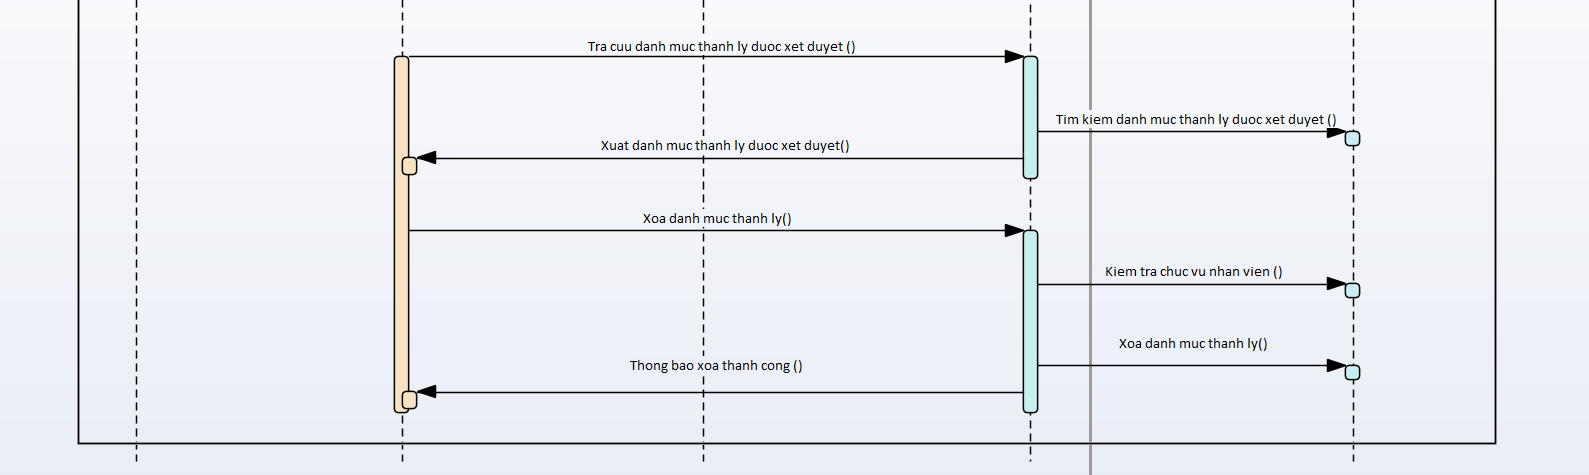 Tra cuu danh muc thanh ly duoc xet duyet ()
Tim kiem danh muc thanh ly duoc xet duyet ()
Xuat danh muc thanh ly duoc xet duyet()
Xoa danh muc thanh ly()
Kiem tra chuc vu nhan vien ()
Xoa danh muc thanh ly()
Thong bao xoa thanh cong ()